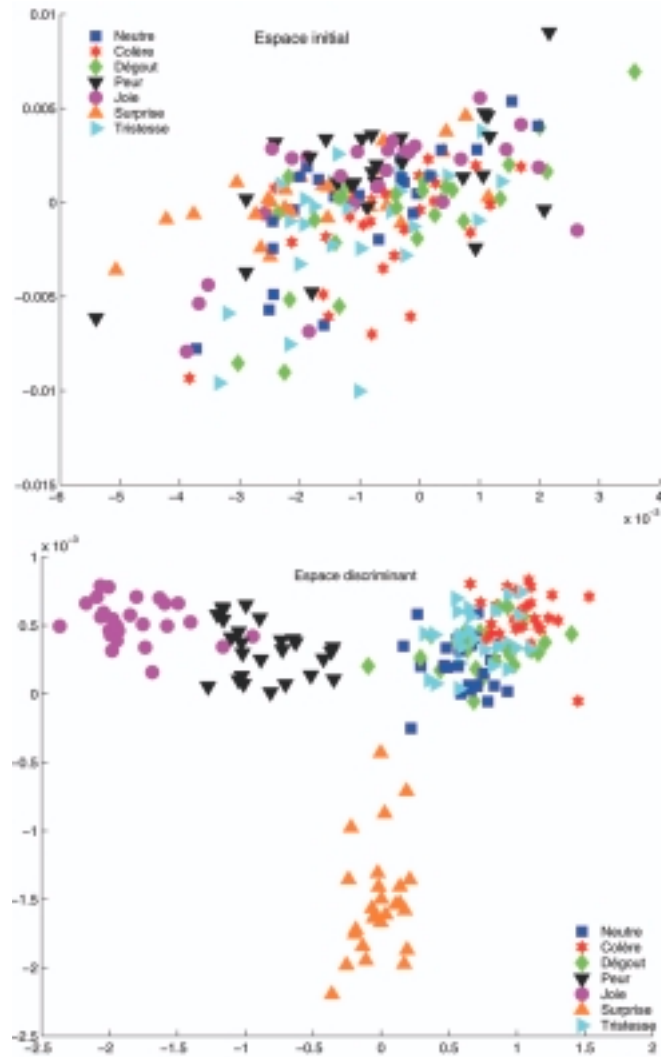 0.01
Espace initial
Neutre
Colère
Dégout
Peur
Joie
Surprise
Tristesse
0.005
0
−0.005
−0.01
−0.015
−6 −5 −4 −3 −2 −1 0 1 2 3 4
x 10⁻³
x 10⁻³
1
Espace discriminant
0.5
0
−0.5
−1
−1.5
−2
−2.5
Neutre
Colère
Dégout
Peur
Joie
Surprise
Tristesse
−2.5 −2 −1.5 −1 −0.5 0 0.5 1 1.5 2